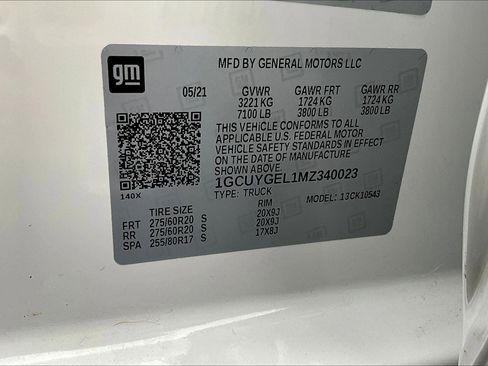 gm
MFD BY GENERAL MOTORS LLC
05/21 GVWR GAWR FRT GAWR RR
3221 KG 1724 KG 1724 KG
7100 LB 3800 LB 3800 LB
THIS VEHICLE CONFORMS TO ALL
APPLICABLE U.S. FEDERAL MOTOR
VEHICLE SAFETY STANDARDS IN EFFECT
ON THE DATE OF MANUFACTURE
SHOWN ABOVE.
1GCUYGEL1MZ340023
140X TYPE: TRUCK MODEL: 13CK10543
TIRE SIZE RIM
FRT 275/60R20 S 20X9J
RR 275/60R20 S 20X9J
SPA 255/80R17 S 17X8J